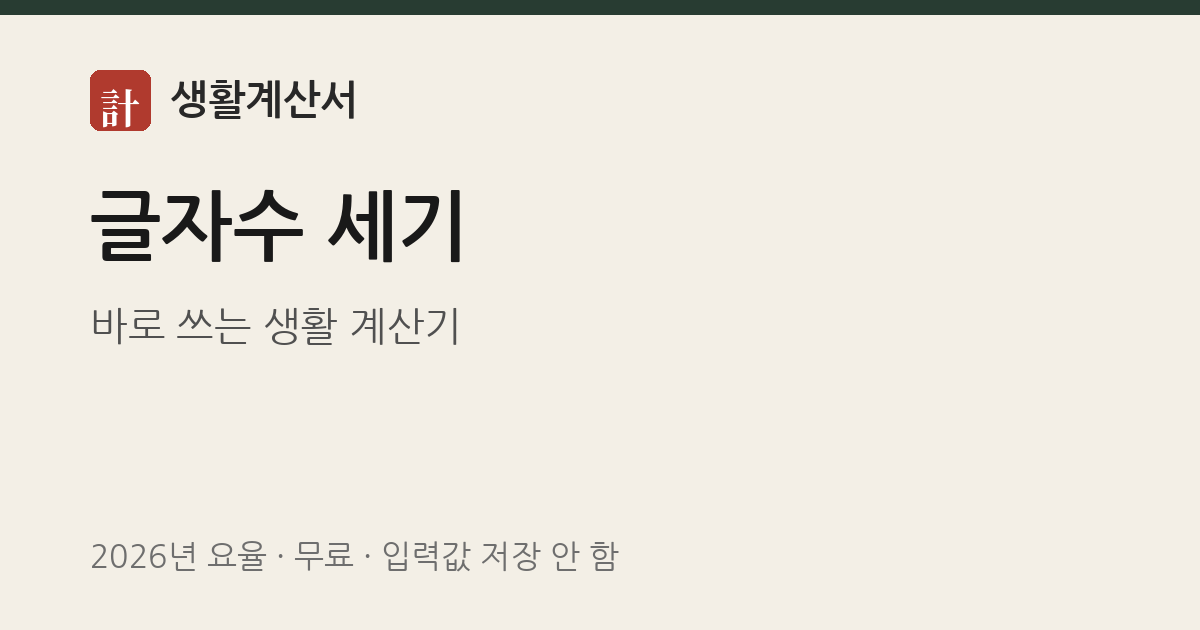 計 생활계산서
글자수 세기
바로 쓰는 생활 계산기
2026년 요율 · 무료 · 입력값 저장 안 함